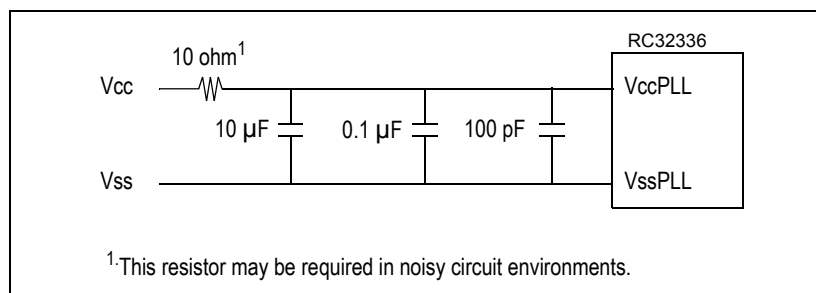 RC32336
10 ohm1
Vcc
VccPLL
10 µF
0.1 µF
100 pF
Vss
VssPLL
1.This resistor may be required in noisy circuit environments.